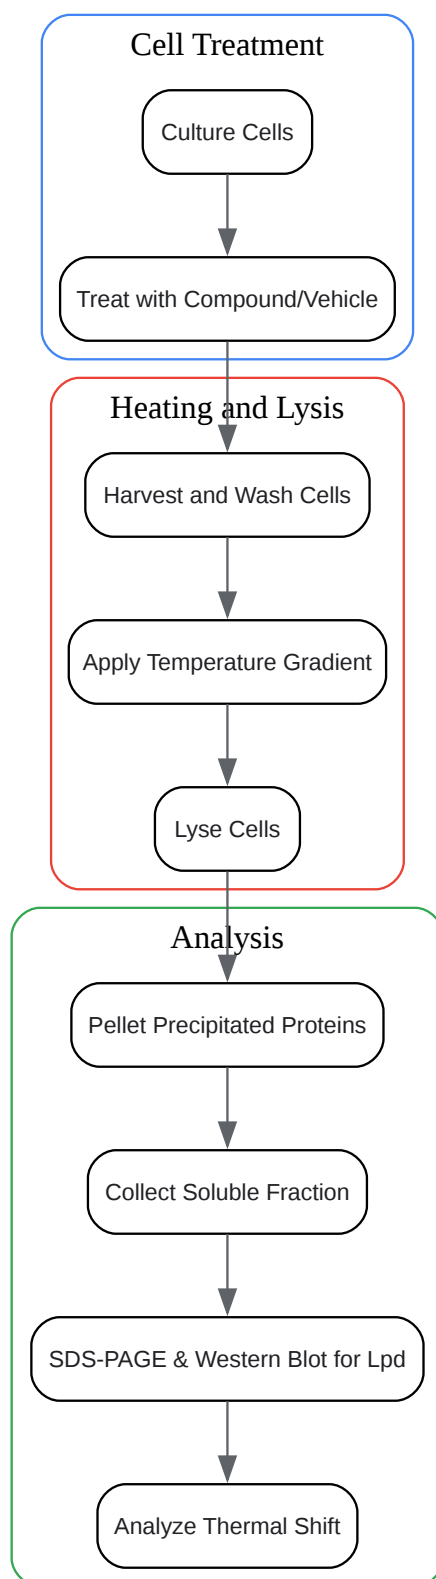 Cell Treatment
Culture Cells
Treat with Compound/Vehicle
Heating and Lysis
Harvest and Wash Cells
Apply Temperature Gradient
Lyse Cells
Analysis
Pellet Precipitated Proteins
Collect Soluble Fraction
SDS-PAGE & Western Blot for Lpd
Analyze Thermal Shift